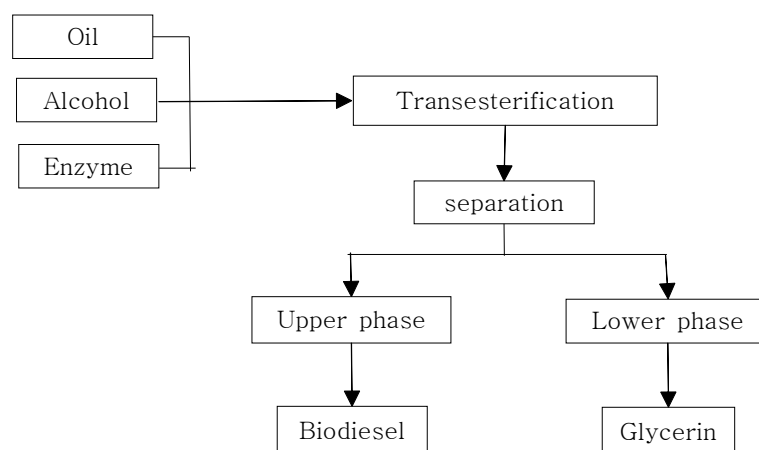 Oil
Alcohol
Enzyme
Transesterification
separation
Upper phase
Lower phase
Biodiesel
Glycerin